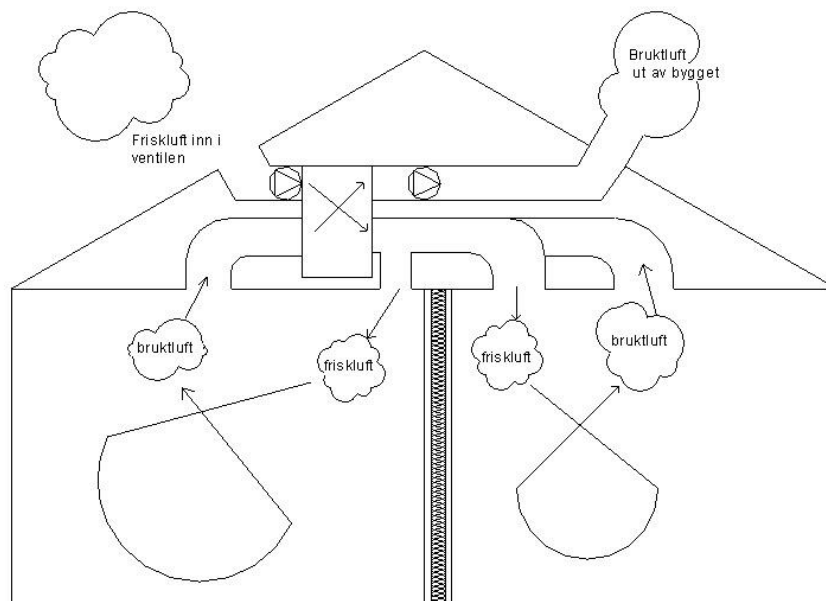 Bruktluft
ut av bygget
Friskluft inn i
ventilen
bruktluft
friskluft
friskluft
bruktluft